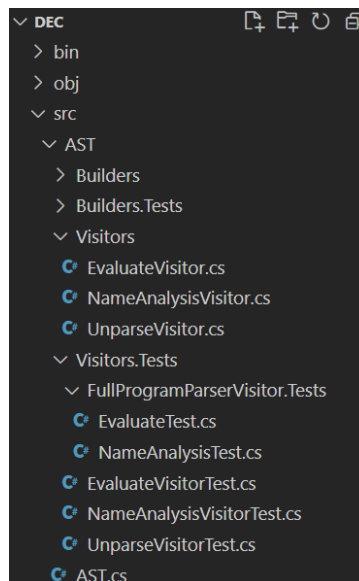 DEC
bin
obj
src
AST
Builders
Builders.Tests
Visitors
C# EvaluateVisitor.cs
C# NameAnalysisVisitor.cs
C# UnparseVisitor.cs
Visitors.Tests
FullProgramParserVisitor.Tests
C# EvaluateTest.cs
C# NameAnalysisTest.cs
C# EvaluateVisitorTest.cs
C# NameAnalysisVisitorTest.cs
C# UnparseVisitorTest.cs
C# AST.cs